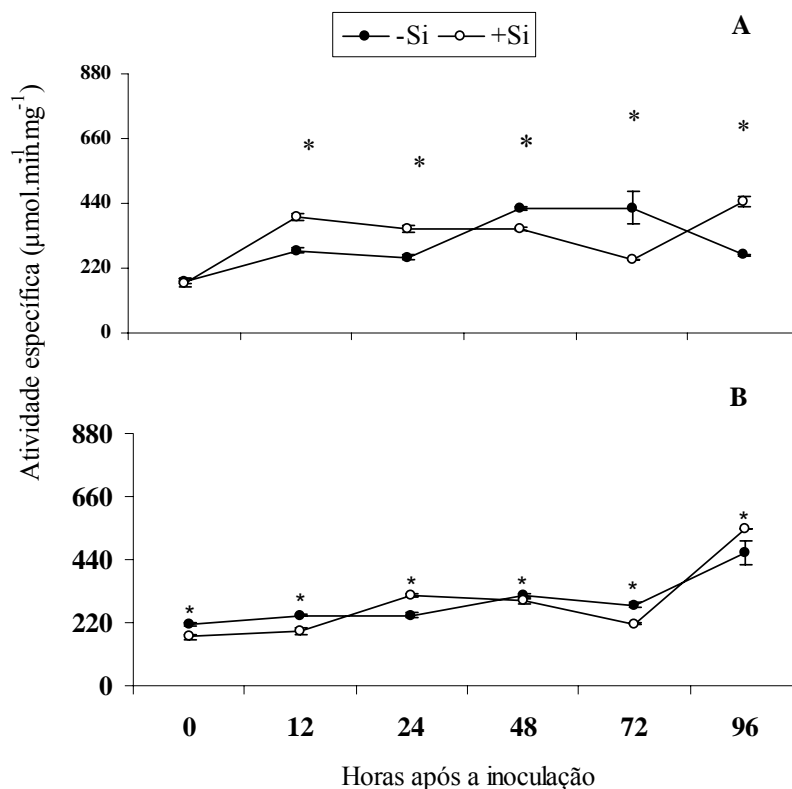 -Si +Si
A
880
660
440
220
0
* * * * *
B
880
660
440
220
0
* * * * * *
0 12 24 48 72 96
Horas após a inoculação
Atividade específica (µmol.min⁻¹.mg⁻¹)